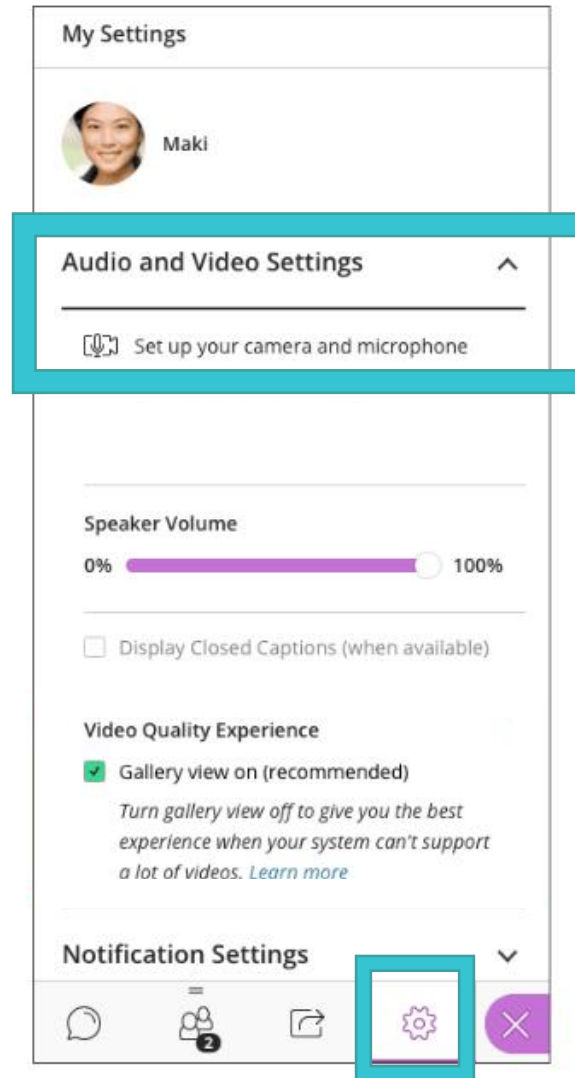 My Settings
Maki
Audio and Video Settings
Set up your camera and microphone
Speaker Volume
0% 100%
Display Closed Captions (when available)
Video Quality Experience
Gallery view on (recommended)
Turn gallery view off to give you the best
experience when your system can't support
a lot of videos. Learn more
Notification Settings
2